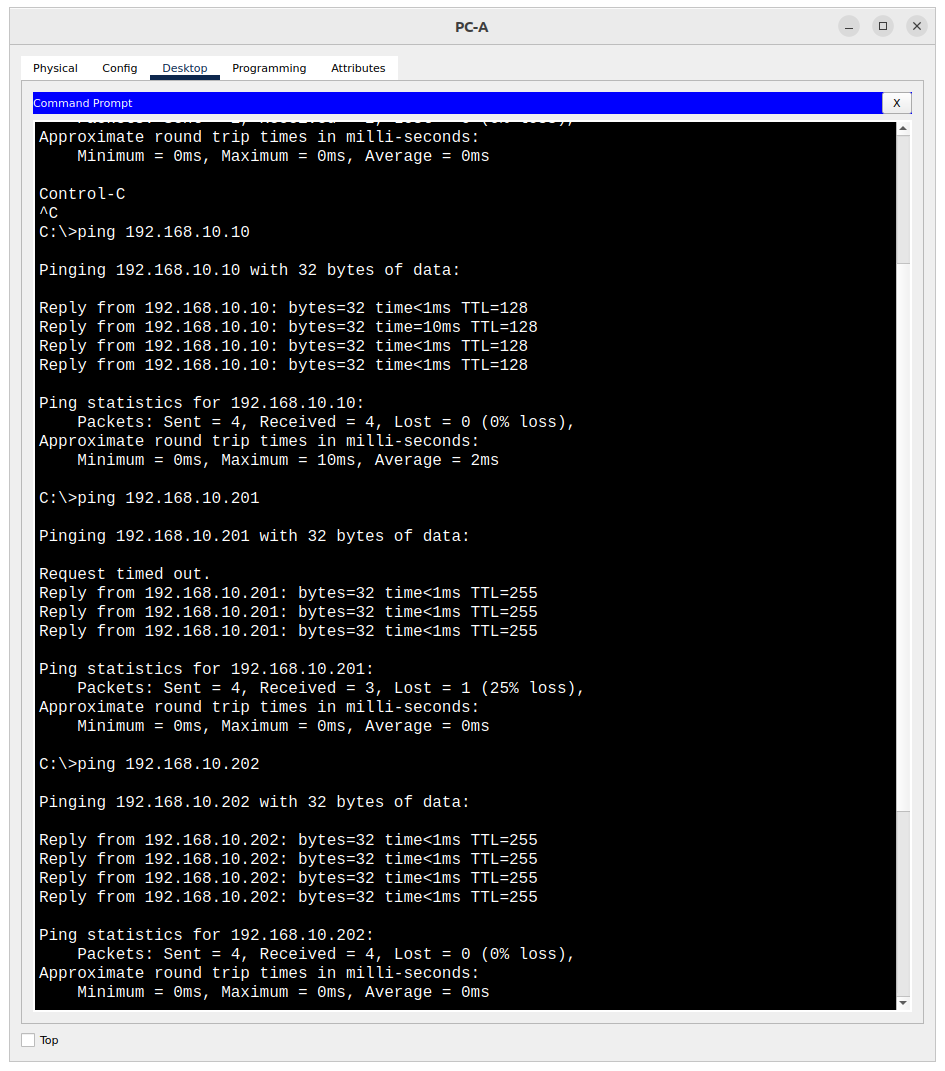 PC-A
Physical Config Desktop Programming Attributes
Command Prompt X
Approximate round trip times in milli-seconds:
    Minimum = 0ms, Maximum = 0ms, Average = 0ms
Control-C
^C
C:\>ping 192.168.10.10
Pinging 192.168.10.10 with 32 bytes of data:
Reply from 192.168.10.10: bytes=32 time<1ms TTL=128
Reply from 192.168.10.10: bytes=32 time=10ms TTL=128
Reply from 192.168.10.10: bytes=32 time<1ms TTL=128
Reply from 192.168.10.10: bytes=32 time<1ms TTL=128
Ping statistics for 192.168.10.10:
    Packets: Sent = 4, Received = 4, Lost = 0 (0% loss),
Approximate round trip times in milli-seconds:
    Minimum = 0ms, Maximum = 10ms, Average = 2ms
C:\>ping 192.168.10.201
Pinging 192.168.10.201 with 32 bytes of data:
Request timed out.
Reply from 192.168.10.201: bytes=32 time<1ms TTL=255
Reply from 192.168.10.201: bytes=32 time<1ms TTL=255
Reply from 192.168.10.201: bytes=32 time<1ms TTL=255
Ping statistics for 192.168.10.201:
    Packets: Sent = 4, Received = 3, Lost = 1 (25% loss),
Approximate round trip times in milli-seconds:
    Minimum = 0ms, Maximum = 0ms, Average = 0ms
C:\>ping 192.168.10.202
Pinging 192.168.10.202 with 32 bytes of data:
Reply from 192.168.10.202: bytes=32 time<1ms TTL=255
Reply from 192.168.10.202: bytes=32 time<1ms TTL=255
Reply from 192.168.10.202: bytes=32 time<1ms TTL=255
Reply from 192.168.10.202: bytes=32 time<1ms TTL=255
Ping statistics for 192.168.10.202:
    Packets: Sent = 4, Received = 4, Lost = 0 (0% loss),
Approximate round trip times in milli-seconds:
    Minimum = 0ms, Maximum = 0ms, Average = 0ms
Top